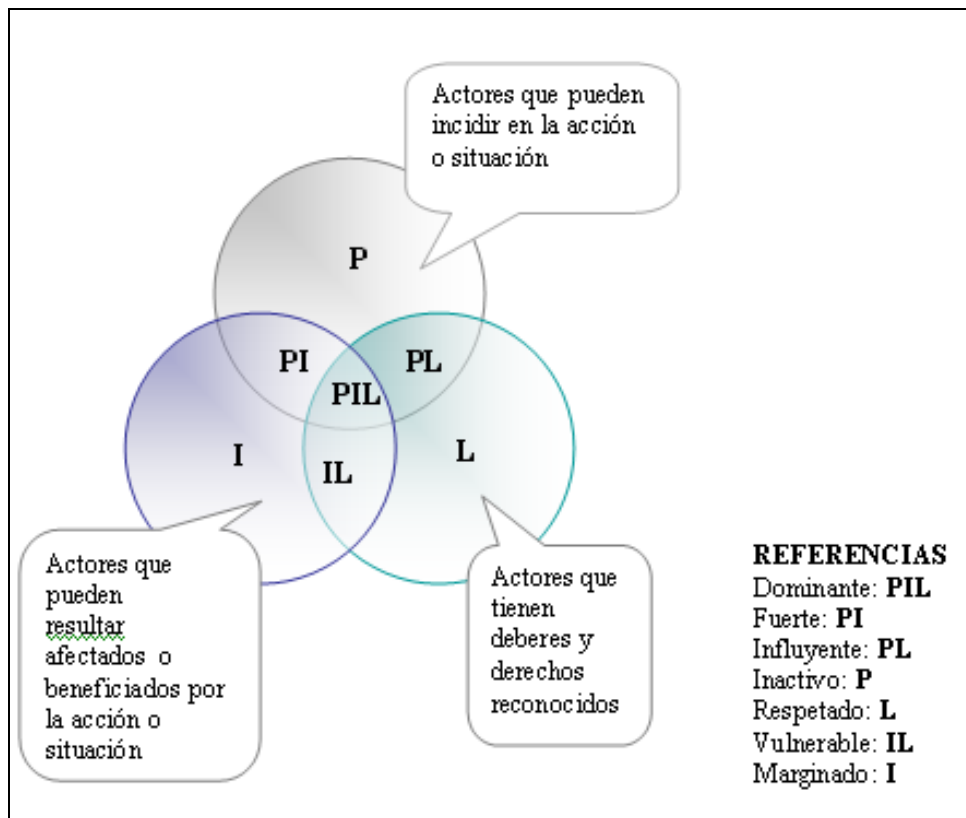 Actores que pueden
incidir en la acción
o situación
P
PI
PL
PIL
I
IL
L
Actores que
pueden
resultar
afectados o
beneficiados por
la acción o
situación
Actores que
tienen
deberes y
derechos
reconocidos
REFERENCIAS
Dominante: PIL
Fuerte: PI
Influyente: PL
Inactivo: P
Respetado: L
Vulnerable: IL
Marginado: I